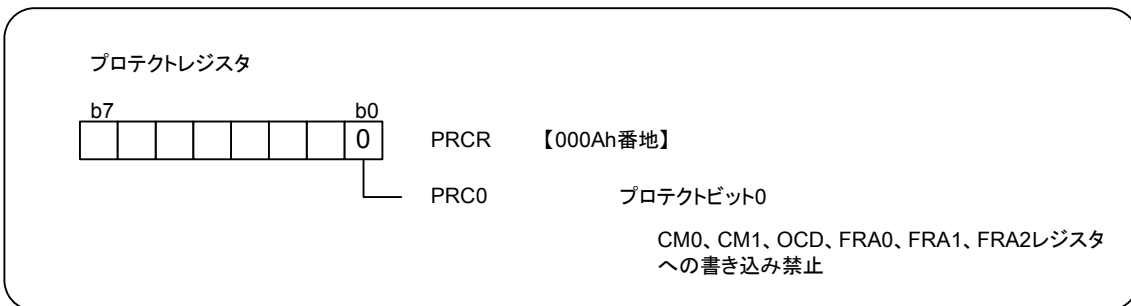 プロテクトレジスタ
b7 b0
0 PRCR 【000Ah番地】
PRC0 プロテクトビット0
CM0、CM1、OCD、FRA0、FRA1、FRA2レジスタ
への書き込み禁止